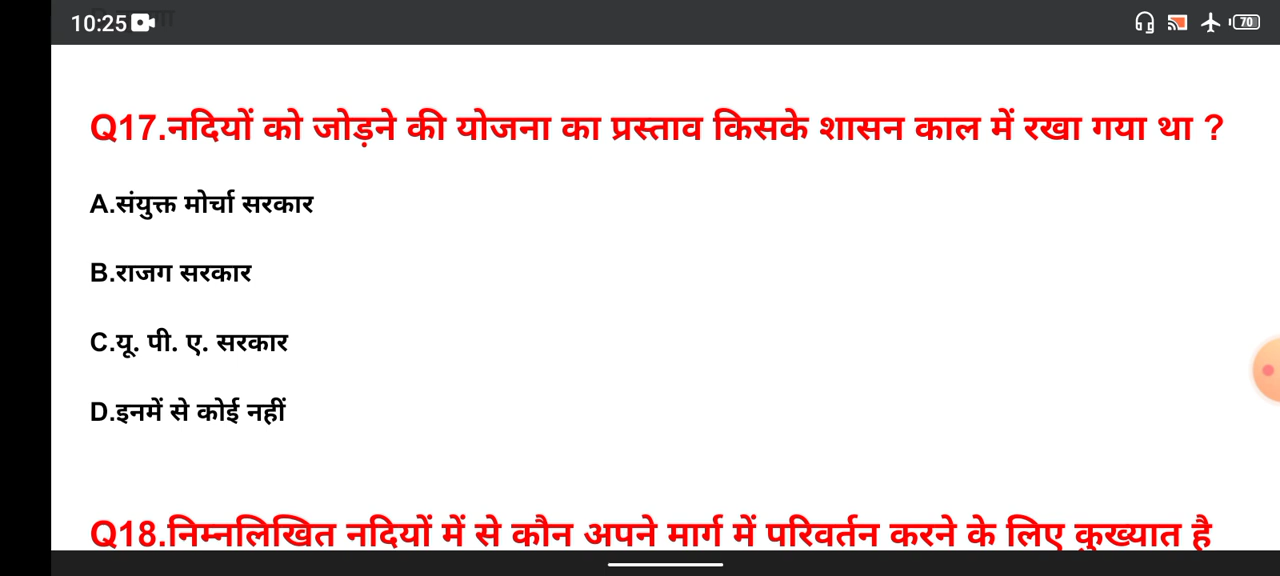 10:25
70
Q17.नदियों को जोड़ने की योजना का प्रस्ताव किसके शासन काल में रखा गया था ?
A.संयुक्त मोर्चा सरकार
B.राजग सरकार
C.यू. पी. ए. सरकार
D.इनमें से कोई नहीं
Q18.निम्नलिखित नदियों में से कौन अपने मार्ग में परिवर्तन करने के लिए कुख्यात है